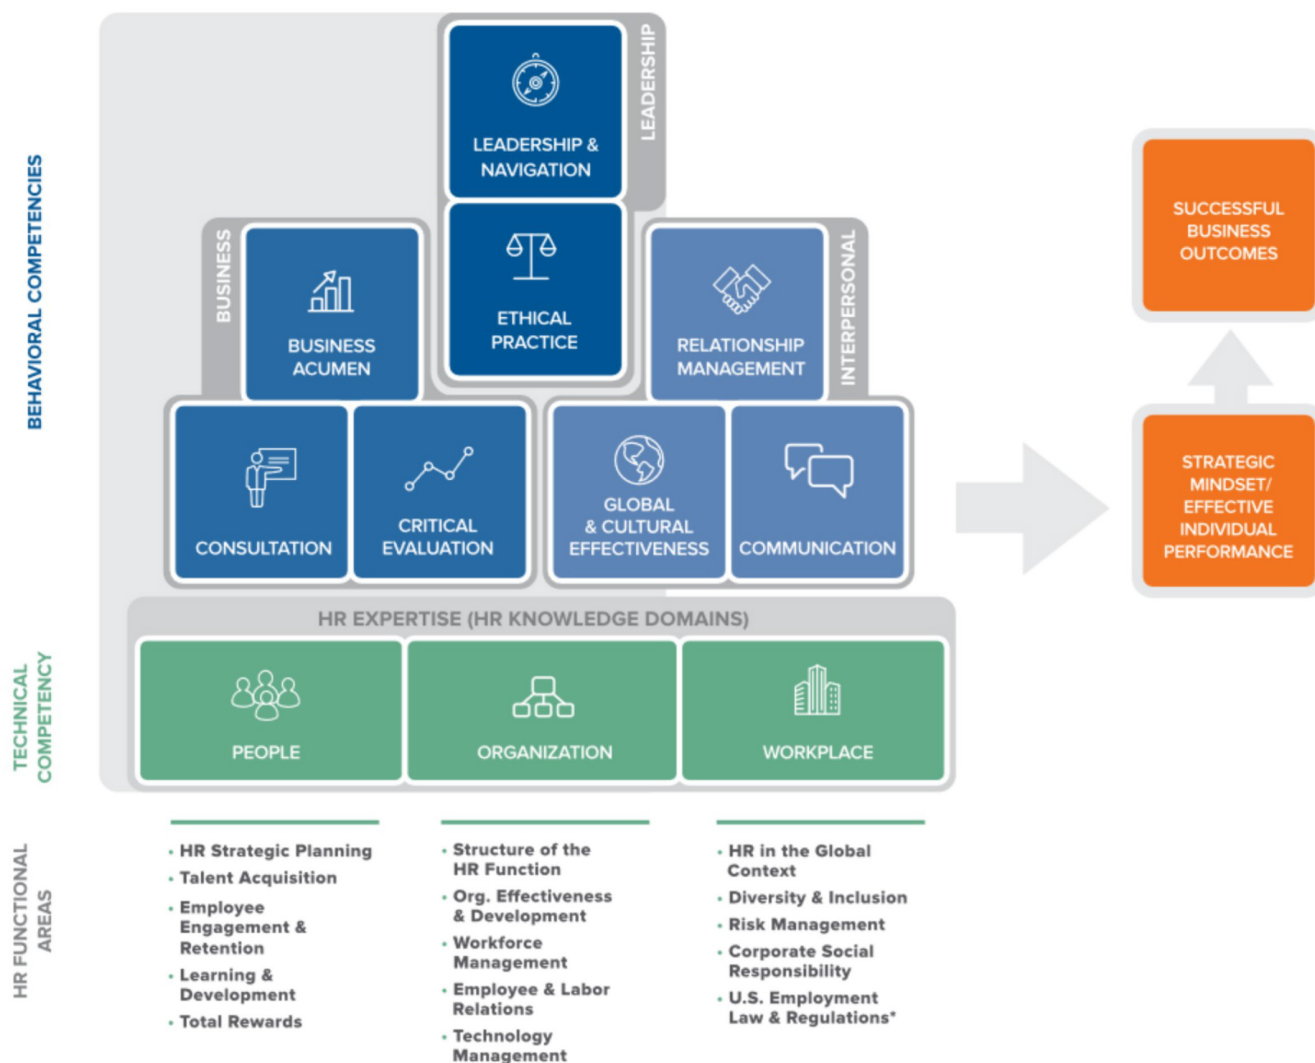 BEHAVIORAL COMPETENCIES
LEADERSHIP &
NAVIGATION
LEADERSHIP
ETHICAL
PRACTICE
BUSINESS
BUSINESS
ACUMEN
CONSULTATION
CRITICAL
EVALUATION
RELATIONSHIP
MANAGEMENT
INTERPERSONAL
GLOBAL
& CULTURAL
EFFECTIVENESS
COMMUNICATION
SUCCESSFUL
BUSINESS
OUTCOMES
STRATEGIC
MINDSET/
EFFECTIVE
INDIVIDUAL
PERFORMANCE
TECHNICAL
COMPETENCY
HR EXPERTISE (HR KNOWLEDGE DOMAINS)
PEOPLE
ORGANIZATION
WORKPLACE
HR FUNCTIONAL
AREAS
• HR Strategic Planning
• Talent Acquisition
• Employee
Engagement &
Retention
• Learning &
Development
• Total Rewards
• Structure of the
HR Function
• Org. Effectiveness
& Development
• Workforce
Management
• Employee & Labor
Relations
• Technology
Management
• HR in the Global
Context
• Diversity & Inclusion
• Risk Management
• Corporate Social
Responsibility
• U.S. Employment
Law & Regulations*